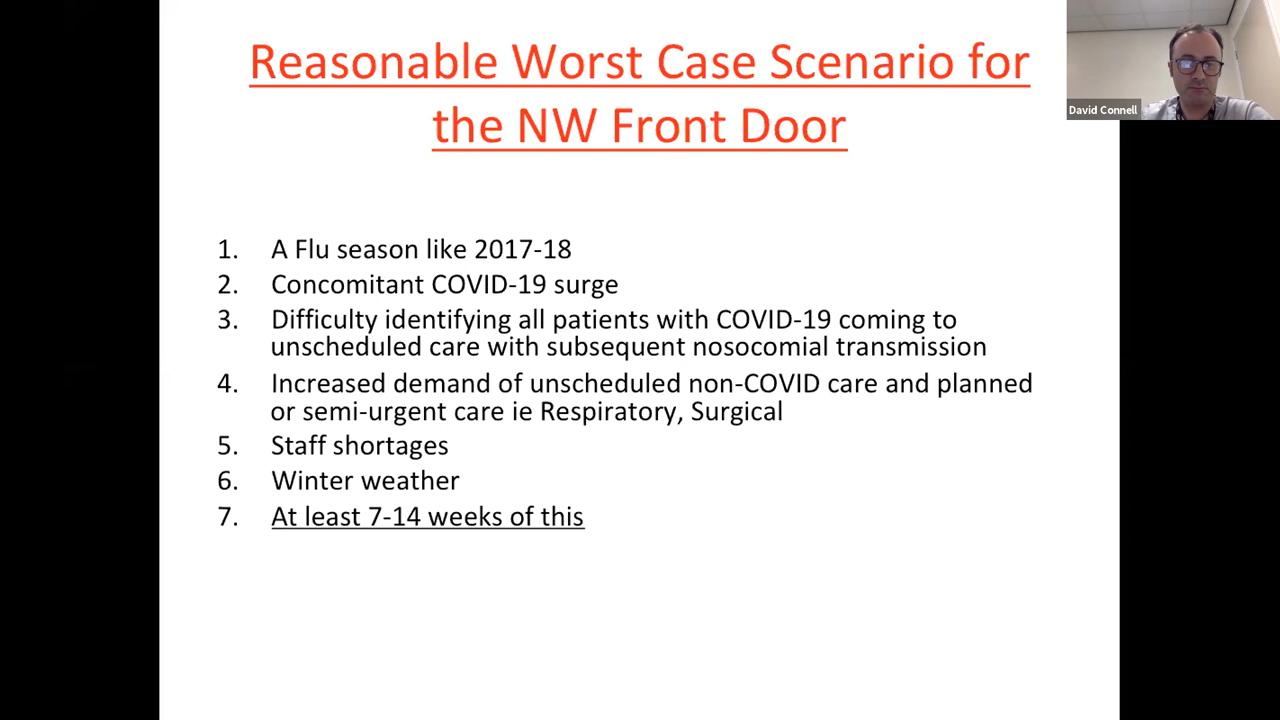 Reasonable Worst Case Scenario for
the NW Front Door
David Connell
1. A Flu season like 2017-18
2. Concomitant COVID-19 surge
3. Difficulty identifying all patients with COVID-19 coming to
unscheduled care with subsequent nosocomial transmission
4. Increased demand of unscheduled non-COVID care and planned
or semi-urgent care ie Respiratory, Surgical
5. Staff shortages
6. Winter weather
7. At least 7-14 weeks of this